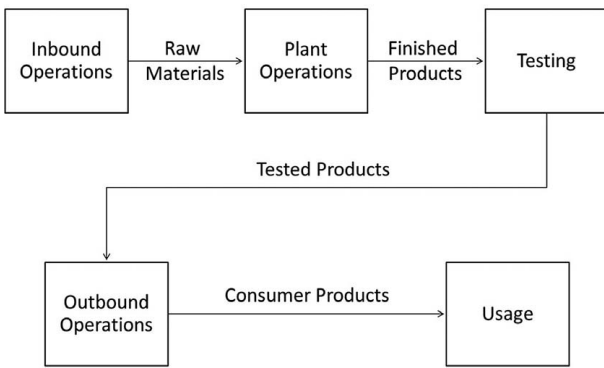 Inbound
Operations
Raw
Materials
Plant
Operations
Finished
Products
Testing
Tested Products
Outbound
Operations
Consumer Products
Usage